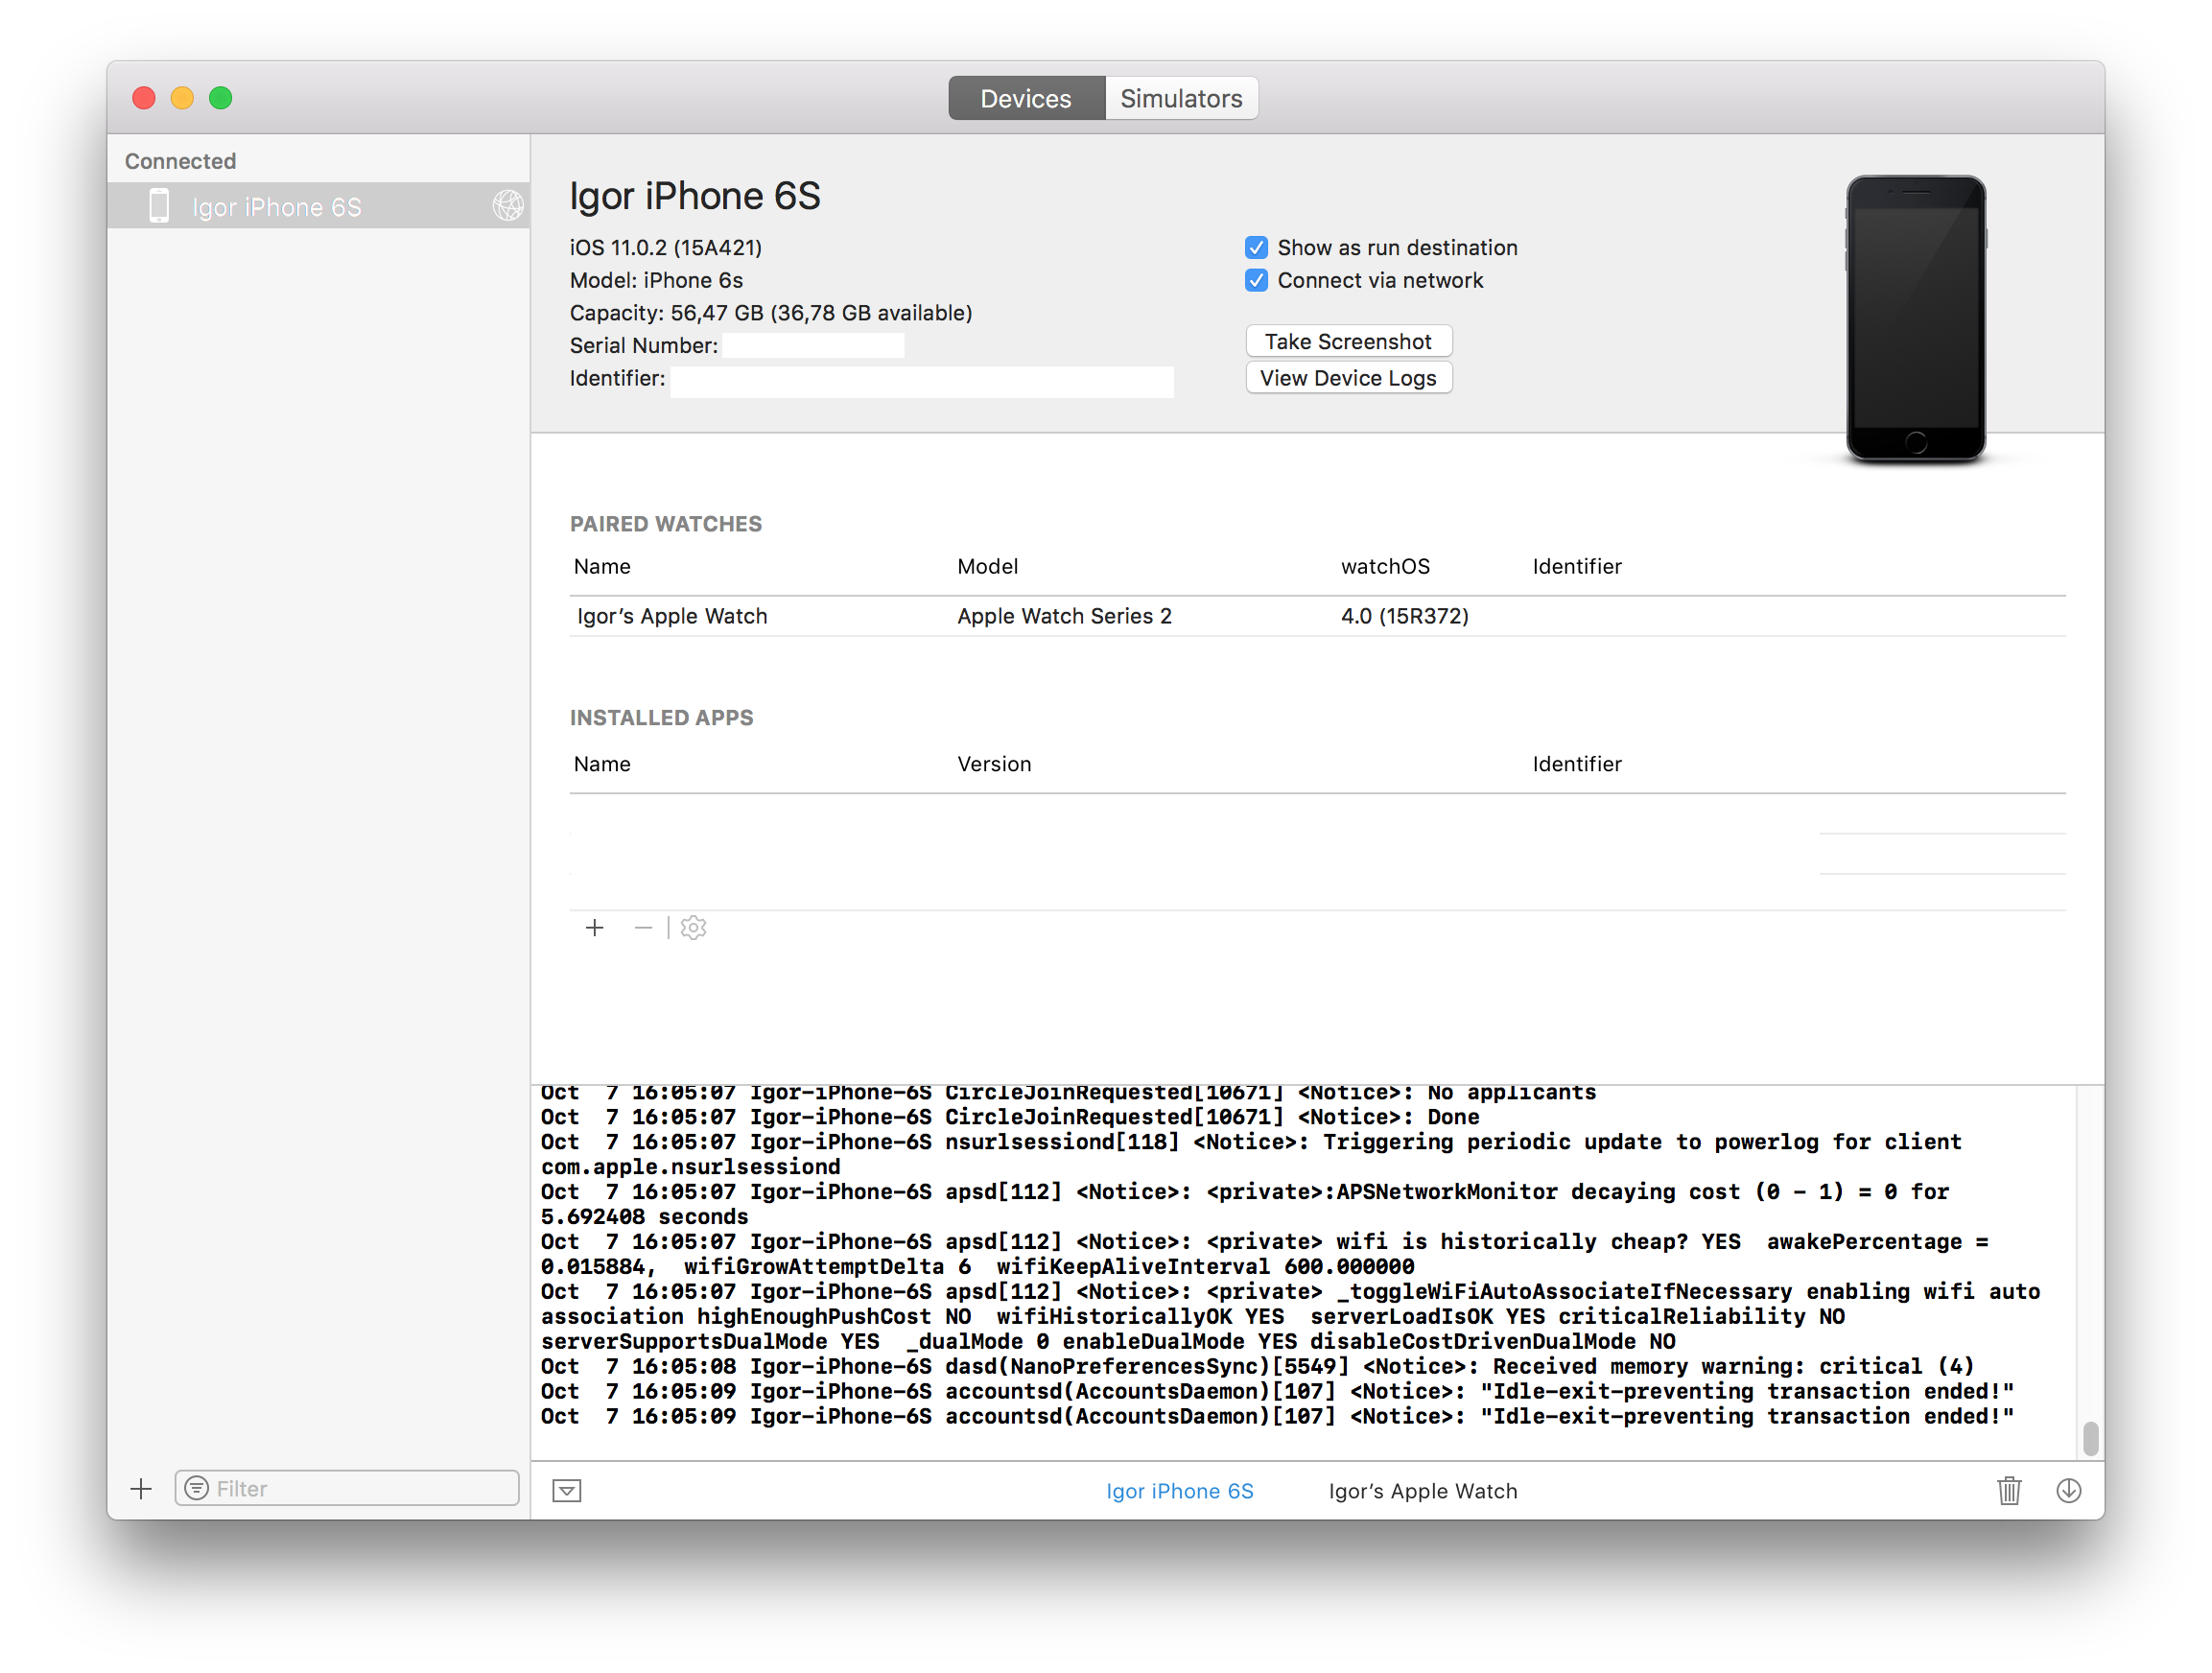 Devices
Simulators
Connected
Igor iPhone 6S
Igor iPhone 6S
iOS 11.0.2 (15A421)
Model: iPhone 6s
Capacity: 56,47 GB (36,78 GB available)
Serial Number:
Identifier:
Show as run destination
Connect via network
Take Screenshot
View Device Logs
PAIRED WATCHES
Name Model watchOS Identifier
Igor’s Apple Watch Apple Watch Series 2 4.0 (15R372)
INSTALLED APPS
Name Version Identifier
Oct  7 16:05:07 Igor-iPhone-6S CircleJoinRequested[10671] <Notice>: No applicants
Oct  7 16:05:07 Igor-iPhone-6S CircleJoinRequested[10671] <Notice>: Done
Oct  7 16:05:07 Igor-iPhone-6S nsurlsessiond[118] <Notice>: Triggering periodic update to powerlog for client
com.apple.nsurlsessiond
Oct  7 16:05:07 Igor-iPhone-6S apsd[112] <Notice>: <private>:APSNetworkMonitor decaying cost (0 - 1) = 0 for
5.692408 seconds
Oct  7 16:05:07 Igor-iPhone-6S apsd[112] <Notice>: <private> wifi is historically cheap? YES  awakePercentage =
0.015884,  wifiGrowAttemptDelta 6  wifiKeepAliveInterval 600.000000
Oct  7 16:05:07 Igor-iPhone-6S apsd[112] <Notice>: <private> _toggleWiFiAutoAssociateIfNecessary enabling wifi auto
association highEnoughPushCost NO  wifiHistoricallyOK YES  serverLoadIsOK YES criticalReliability NO
serverSupportsDualMode YES  _dualMode 0 enableDualMode YES disableCostDrivenDualMode NO
Oct  7 16:05:08 Igor-iPhone-6S dasd(NanoPreferencesSync)[5549] <Notice>: Received memory warning: critical (4)
Oct  7 16:05:09 Igor-iPhone-6S accountsd(AccountsDaemon)[107] <Notice>: "Idle-exit-preventing transaction ended!"
Oct  7 16:05:09 Igor-iPhone-6S accountsd(AccountsDaemon)[107] <Notice>: "Idle-exit-preventing transaction ended!"
Filter
Igor iPhone 6S
Igor’s Apple Watch